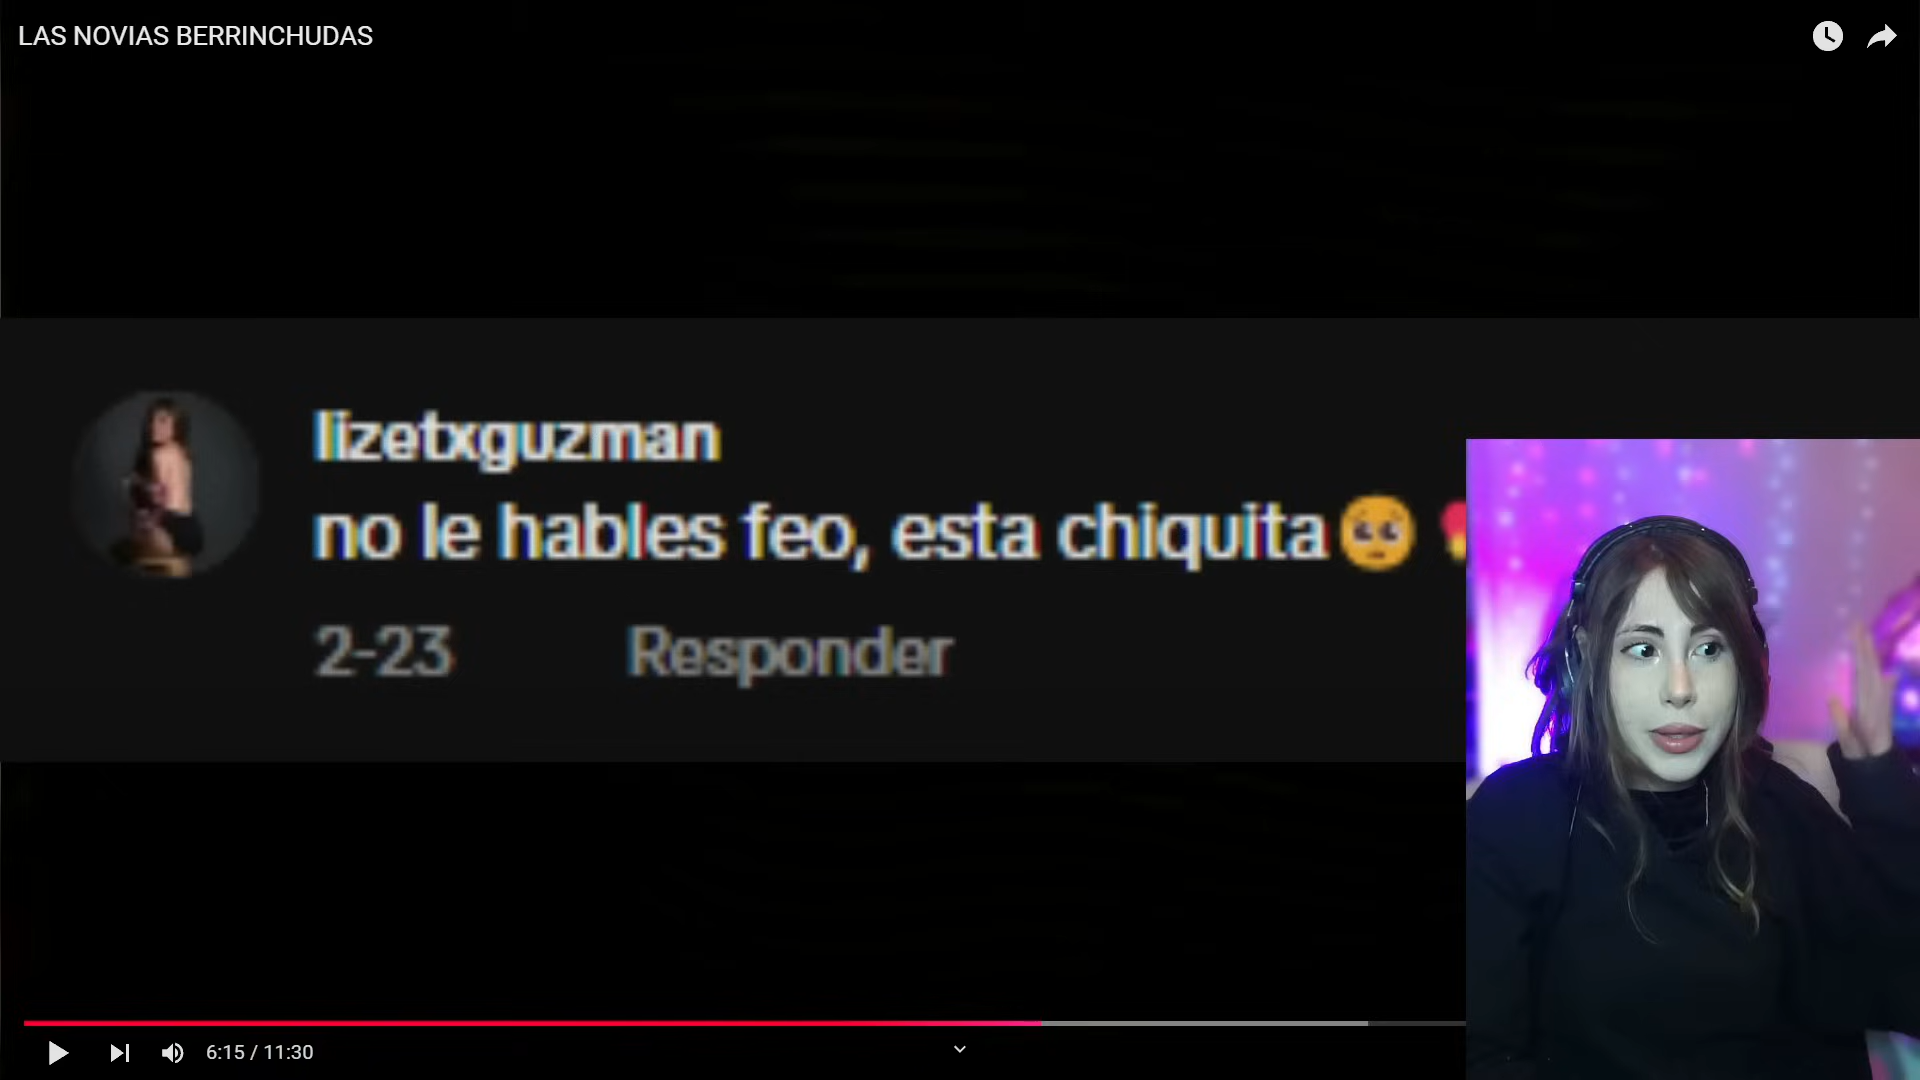 LAS NOVIAS BERRINCHUDAS
lizetxguzman
no le hables feo, esta chiquita🥺
2-23 Responder
6:15 / 11:30